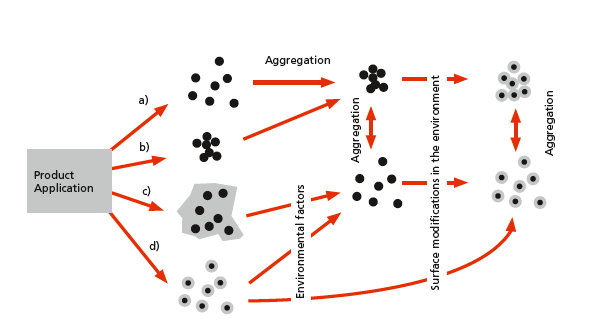 Aggregation
a)
b)
Product
Application
c)
d)
Environmental factors
Aggregation
Surface modifications in the environment
Aggregation